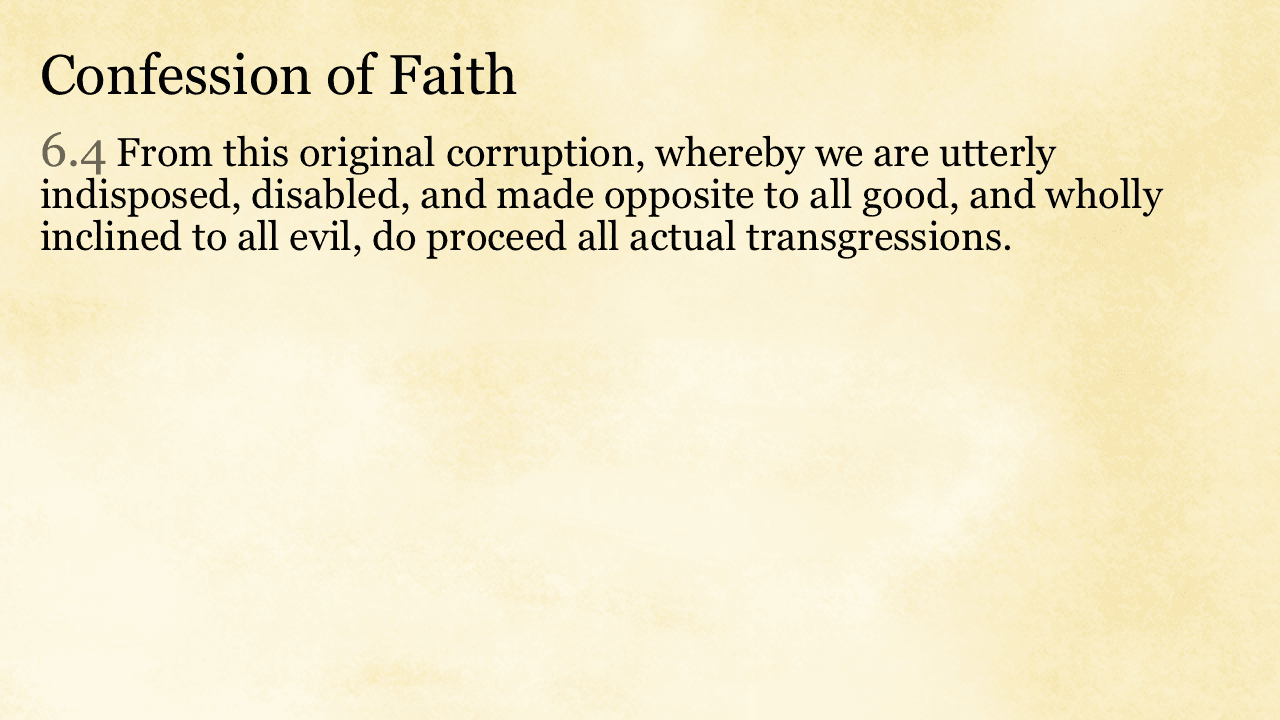 Confession of Faith
6.4 From this original corruption, whereby we are utterly
indisposed, disabled, and made opposite to all good, and wholly
inclined to all evil, do proceed all actual transgressions.